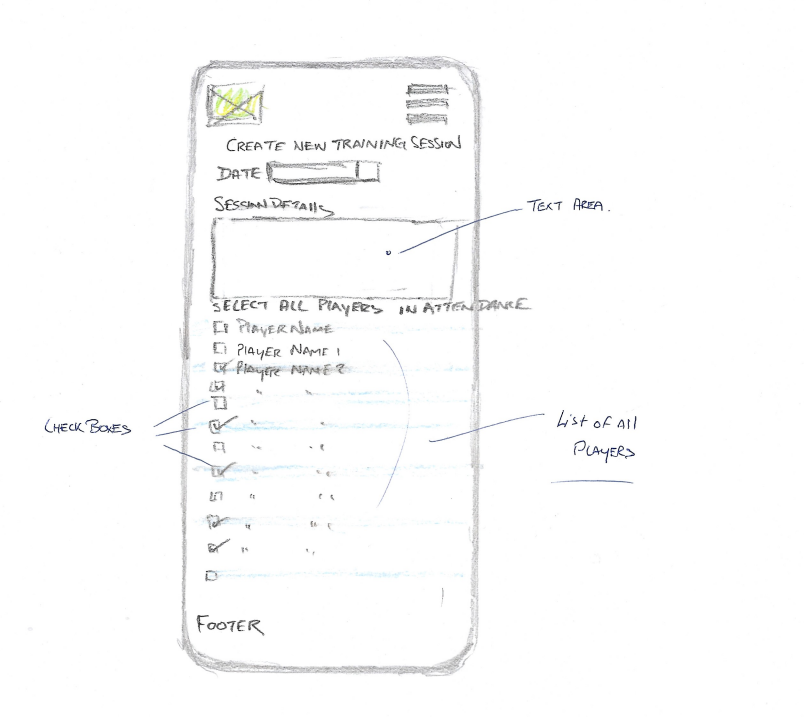 CREATE NEW TRAINING SESSION
DATE
SESSION DETAILS
TEXT AREA.
SELECT ALL PLAYERS IN ATTENDANCE
PLAYER NAME
PLAYER NAME 1
PLAYER NAME 2
" "
CHECK BOXES
" "
" "
" "
" "
" "
" "
List of All
PLAYERS
FOOTER